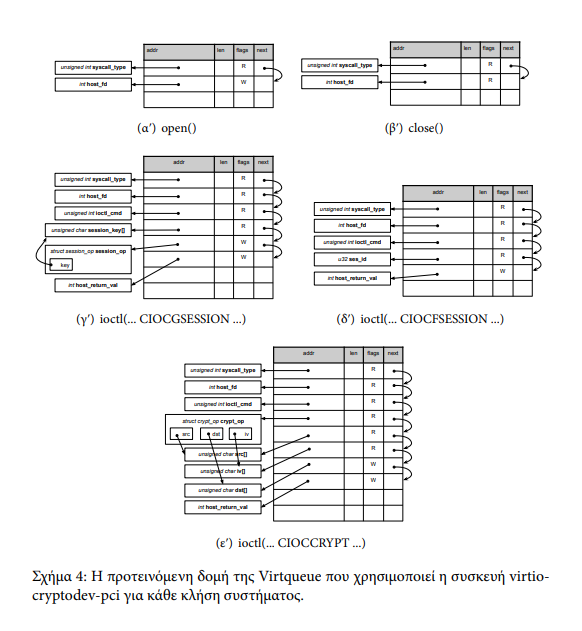 addr len flags next
unsigned int syscall_type R
int host_fd W
(αʹ) open()
addr len flags next
unsigned int syscall_type R
int host_fd R
(βʹ) close()
addr len flags next
unsigned int syscall_type R
int host_fd R
unsigned int ioctl_cmd R
unsigned char session_key[] R
struct session_op session_op W
key
int host_return_val W
(γʹ) ioctl(... CIOCGSESSION ...)
addr len flags next
unsigned int syscall_type R
int host_fd R
unsigned int ioctl_cmd R
u32 ses_id R
int host_return_val W
(δʹ) ioctl(... CIOCFSESSION ...)
addr len flags next
unsigned int syscall_type R
int host_fd R
unsigned int ioctl_cmd R
struct crypt_op crypt_op R
src dst iv
unsigned char src[] R
unsigned char iv[] R
unsigned char dst[] W
int host_return_val W
(εʹ) ioctl(... CIOCCRYPT ...)
Σχήμα 4: Η προτεινόμενη δομή της Virtqueue που χρησιμοποιεί η συσκευή virtio-
cryptodev-pci για κάθε κλήση συστήματος.